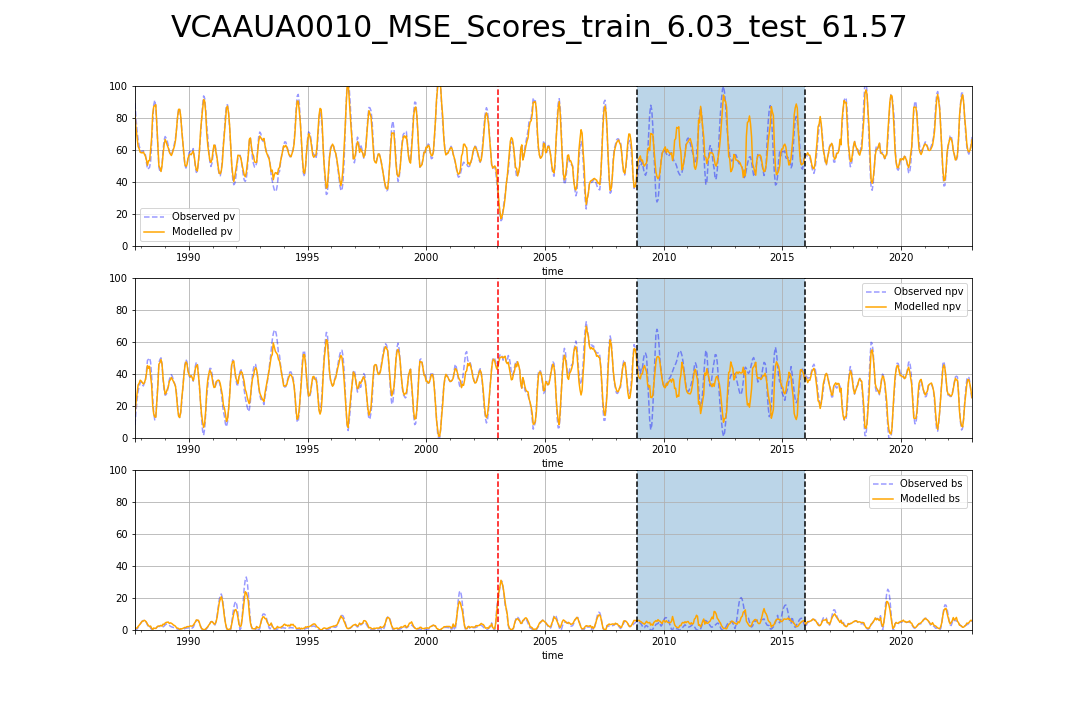 VCAAUA0010_MSE_Scores_train_6.03_test_61.57
100
80
60
40
20
0
Observed pv
Modelled pv
1990 1995 2000 2005 2010 2015 2020
time
100
80
60
40
20
0
Observed npv
Modelled npv
1990 1995 2000 2005 2010 2015 2020
time
100
80
60
40
20
0
Observed bs
Modelled bs
1990 1995 2000 2005 2010 2015 2020
time